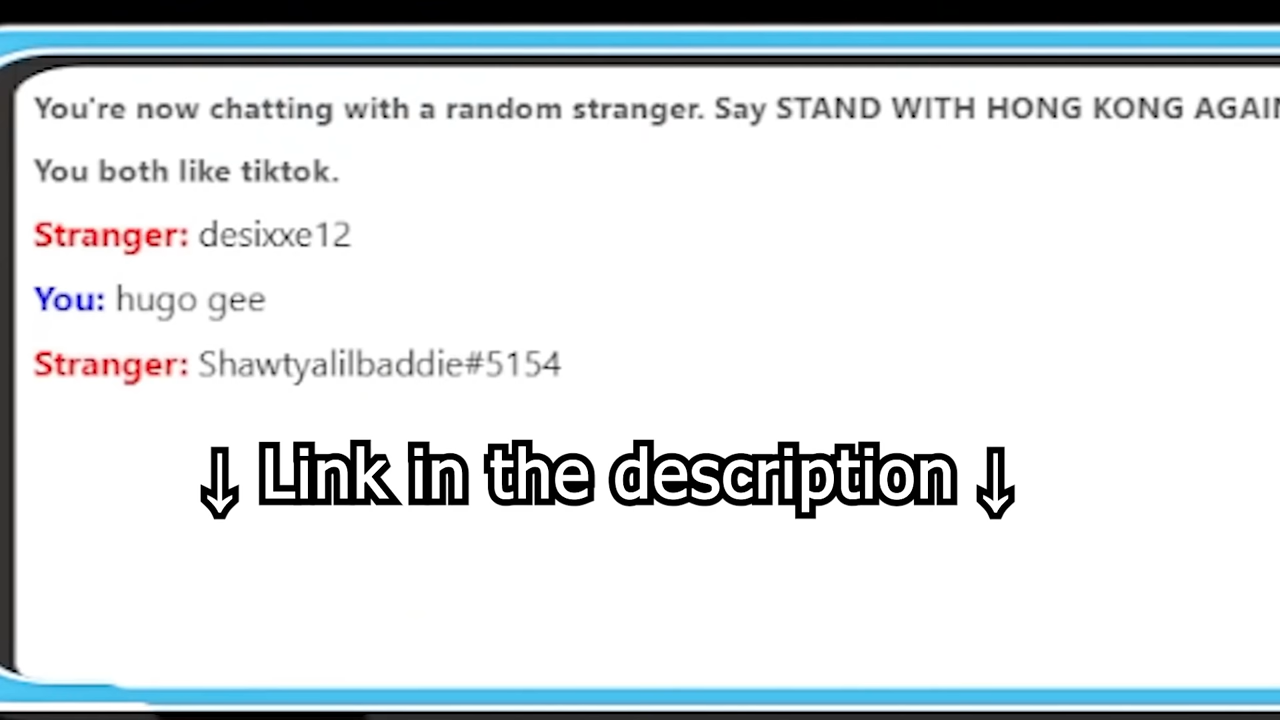 You're now chatting with a random stranger. Say STAND WITH HONG KONG
You both like tiktok.
Stranger: desixxe12
You: hugo gee
Stranger: Shawtyalilbaddie#5154
↓ Link in the description ↓